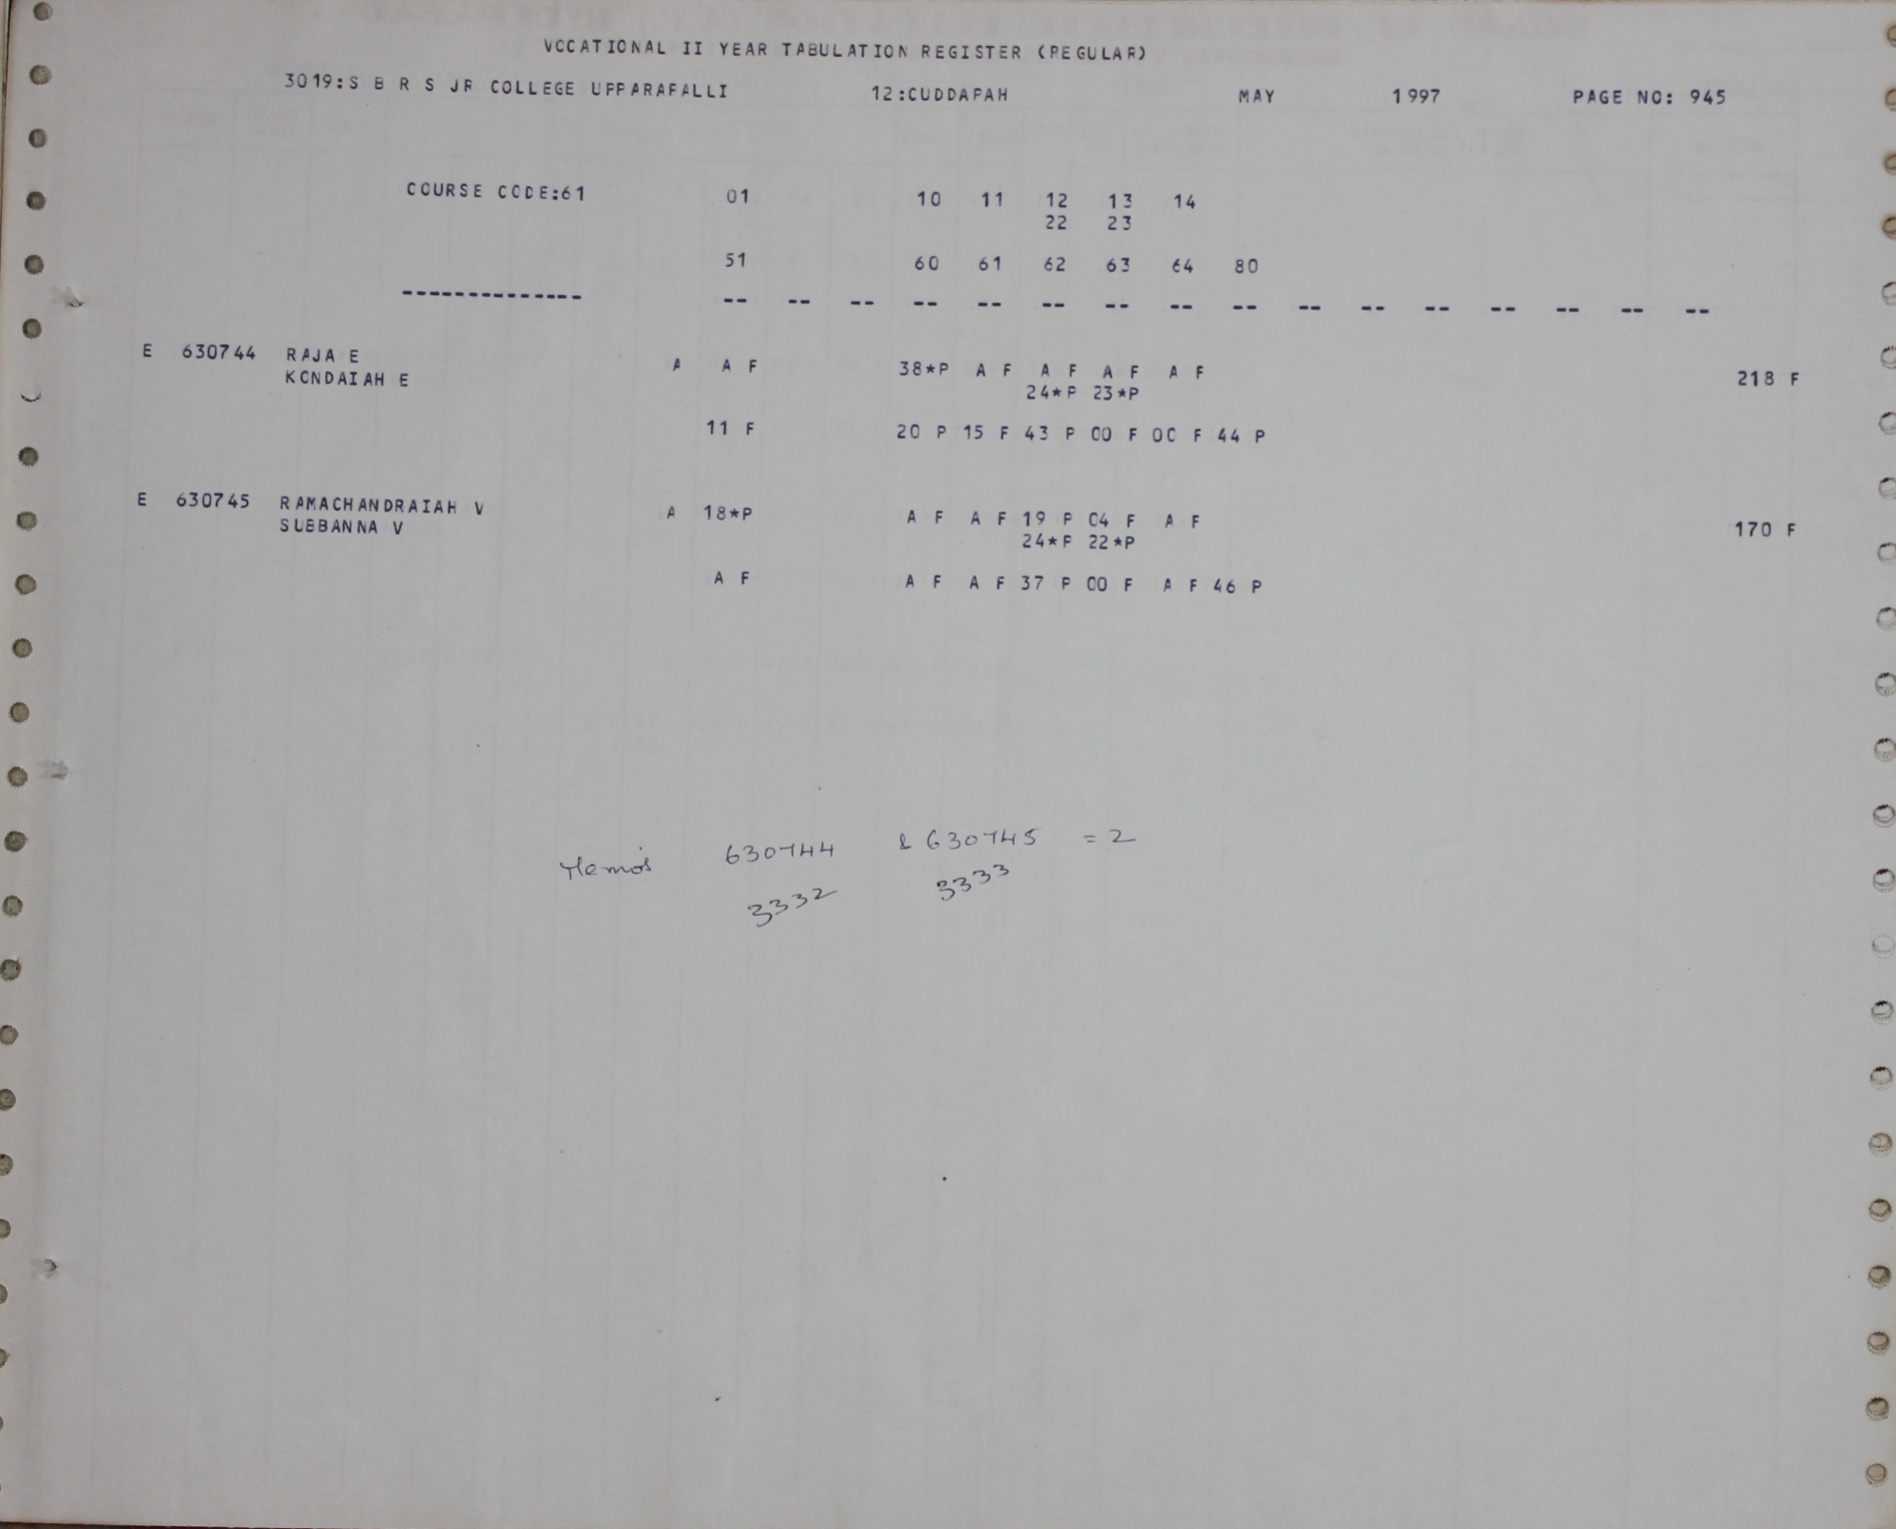 VOCATIONAL II YEAR TABULATION REGISTER (REGULAR)
3019:S B R S JR COLLEGE UPPARAPALLI 12:CUDDAPAH MAY 1997 PAGE NO: 945
COURSE CODE:61 01 10 11 12 13 14
22 23
51 60 61 62 63 64 80
-------------- -- -- -- -- -- -- -- -- -- -- -- -- -- -- -- --
E 630744 RAJA E A A F 38*P A F A F A F A F
KONDAIAH E 24*P 23*P 218 F
11 F 20 P 15 F 43 P 00 F 00 F 44 P
E 630745 RAMACHANDRAIAH V A 18*P A F A F 19 P 04 F A F
SUBBANNA V 24*P 22*P 170 F
A F A F A F 37 P 00 F A F 46 P
Memos 630744 & 630745 = 2
3332 3333